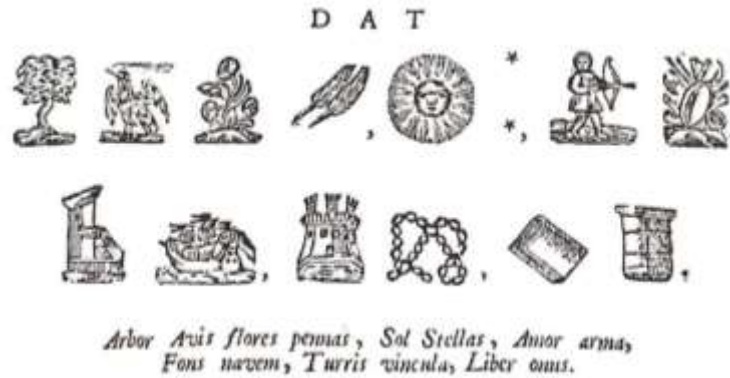 D A T
Arbor Avis flores pennas, Sol Stellas, Amor arma,
Fons navem, Turris vincula, Liber onus.